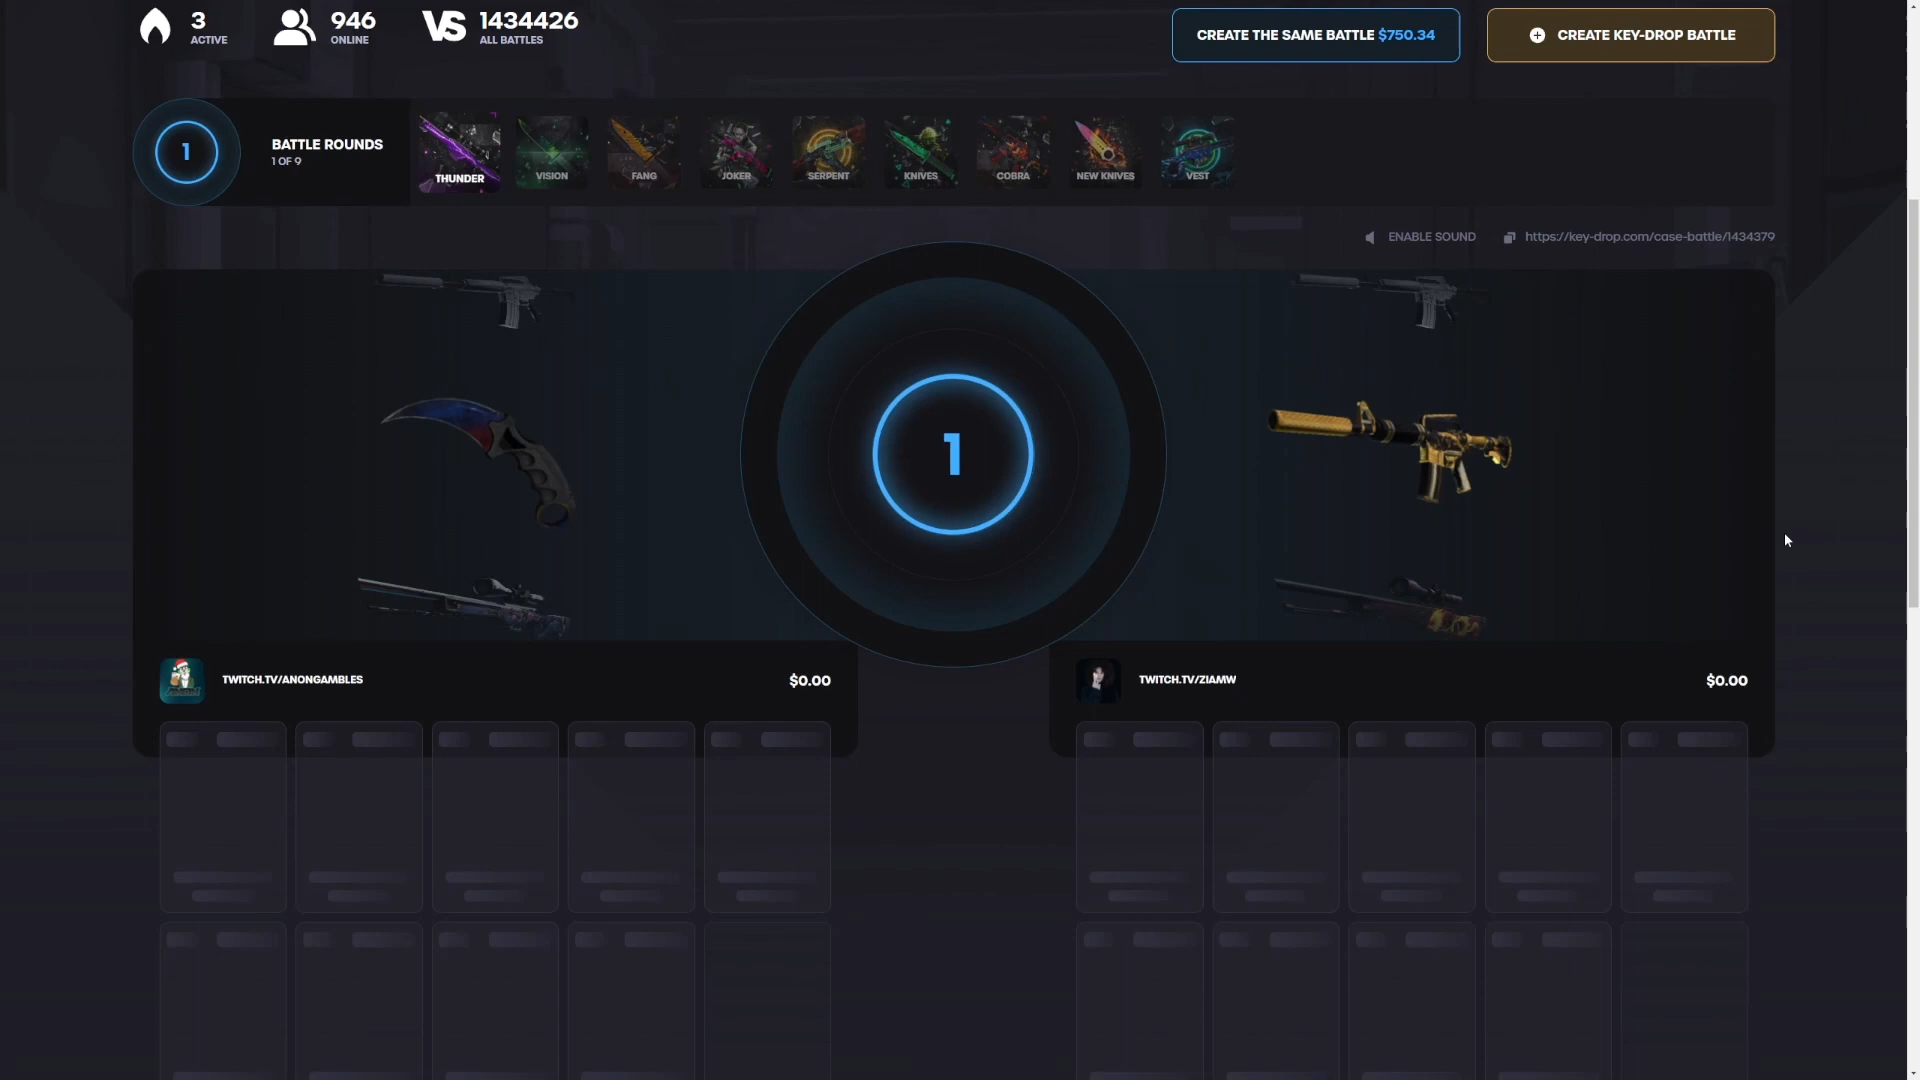 3
ACTIVE
946
ONLINE
VS
1434426
ALL BATTLES
CREATE THE SAME BATTLE $750.34
CREATE KEY-DROP BATTLE
1
BATTLE ROUNDS
1 OF 9
THUNDER
VISION
FANG
JOKER
SERPENT
KNIVES
COBRA
NEW KNIVES
VEST
ENABLE SOUND
https://key-drop.com/case-battle/1434379
1
TWITCH.TV/ANONGAMBLES
$0.00
TWITCH.TV/ZIAMW
$0.00